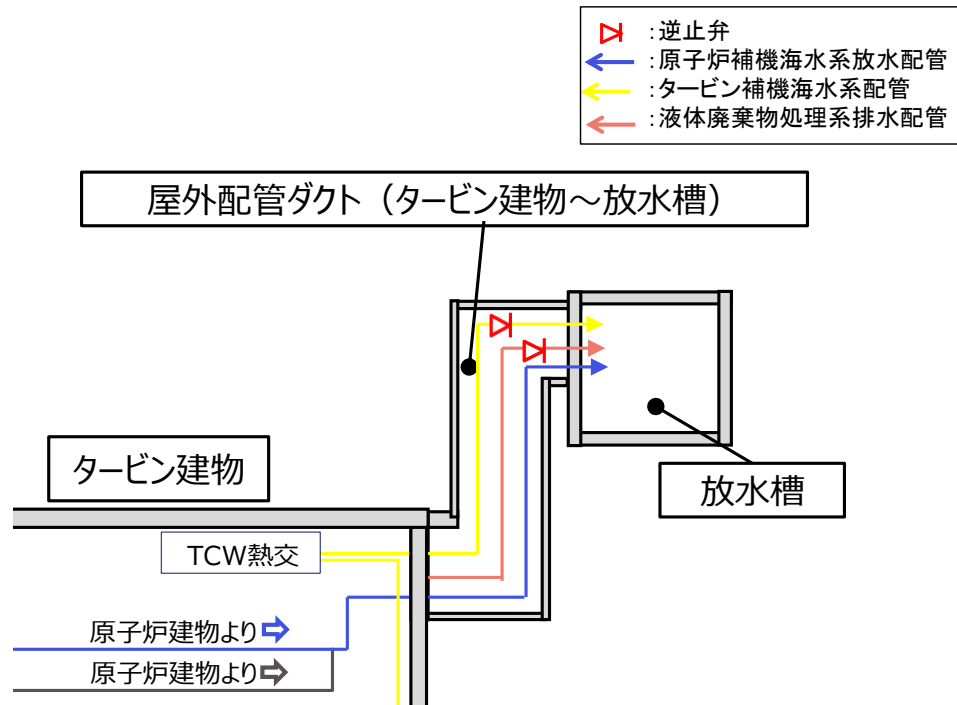 ：逆止弁
：原子炉補機海水系放水配管
：タービン補機海水系配管
：液体廃棄物処理系排水配管
屋外配管ダクト（タービン建物～放水槽）
タービン建物
放水槽
TCW熱交
原子炉建物より
原子炉建物より